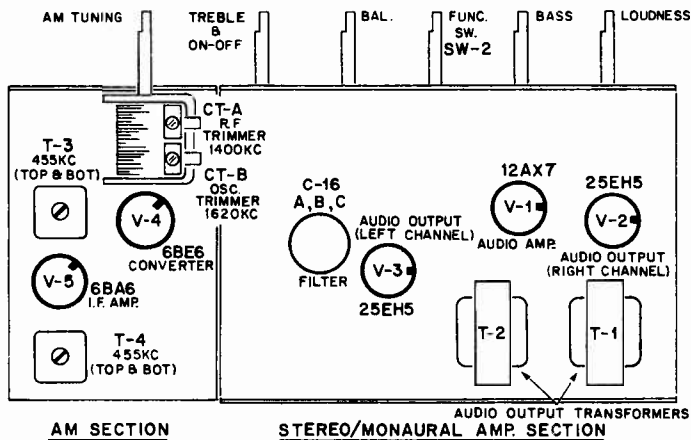 AM TUNING
TREBLE
&
ON-OFF
BAL.
FUNC.
SW.
SW-2
BASS
LOUDNESS
CT-A
R.F
TRIMMER
1400KC
T-3
455KC
(TOP & BOT)
CT-B
OSC.
TRIMMER
1620KC
V-4
6BE6
CONVERTER
V-5
6BA6
I.F. AMP.
T-4
455KC
(TOP & BOT)
C-16
A,B,C
FILTER
AUDIO OUTPUT
(LEFT CHANNEL)
V-3
25EH5
12AX7
V-1
AUDIO AMP.
25EH5
V-2
AUDIO OUTPUT
(RIGHT CHANNEL)
T-2
T-1
AUDIO OUTPUT TRANSFORMERS
AM SECTION
STEREO/MONAURAL AMP. SECTION